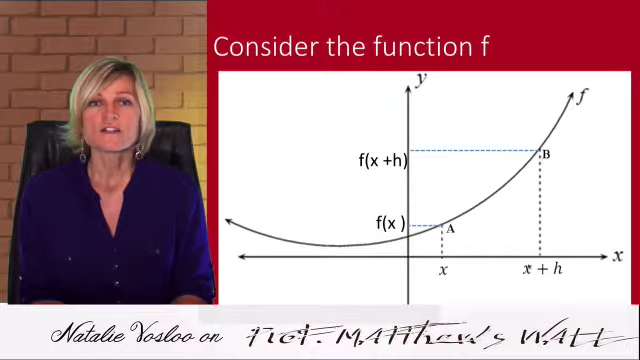 Consider the function f
y
f
f(x +h)
B
f(x )
A
x
x
x + h
Natalie Vosloo on Prof. Matthew's Wall